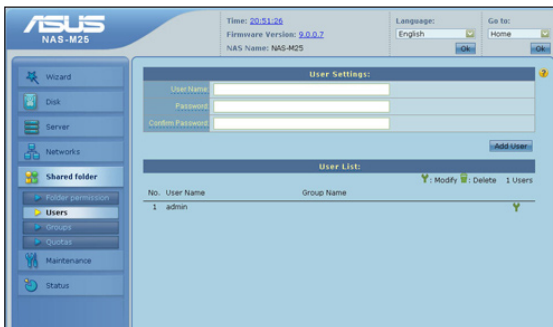 ASUS
NAS-M25
Time: 20:51:26
Firmware Version: 9.0.0.7
NAS Name: NAS-M25
Language:
English
Ok
Go to:
Home
Ok
Wizard
Disk
Server
Networks
Shared folder
Folder permission
Users
Groups
Quotas
Maintenance
Status
User Settings:
?
User Name:
Password:
Confirm Password:
Add User
User List:
: Modify : Delete 1 Users
No. User Name Group Name
1 admin